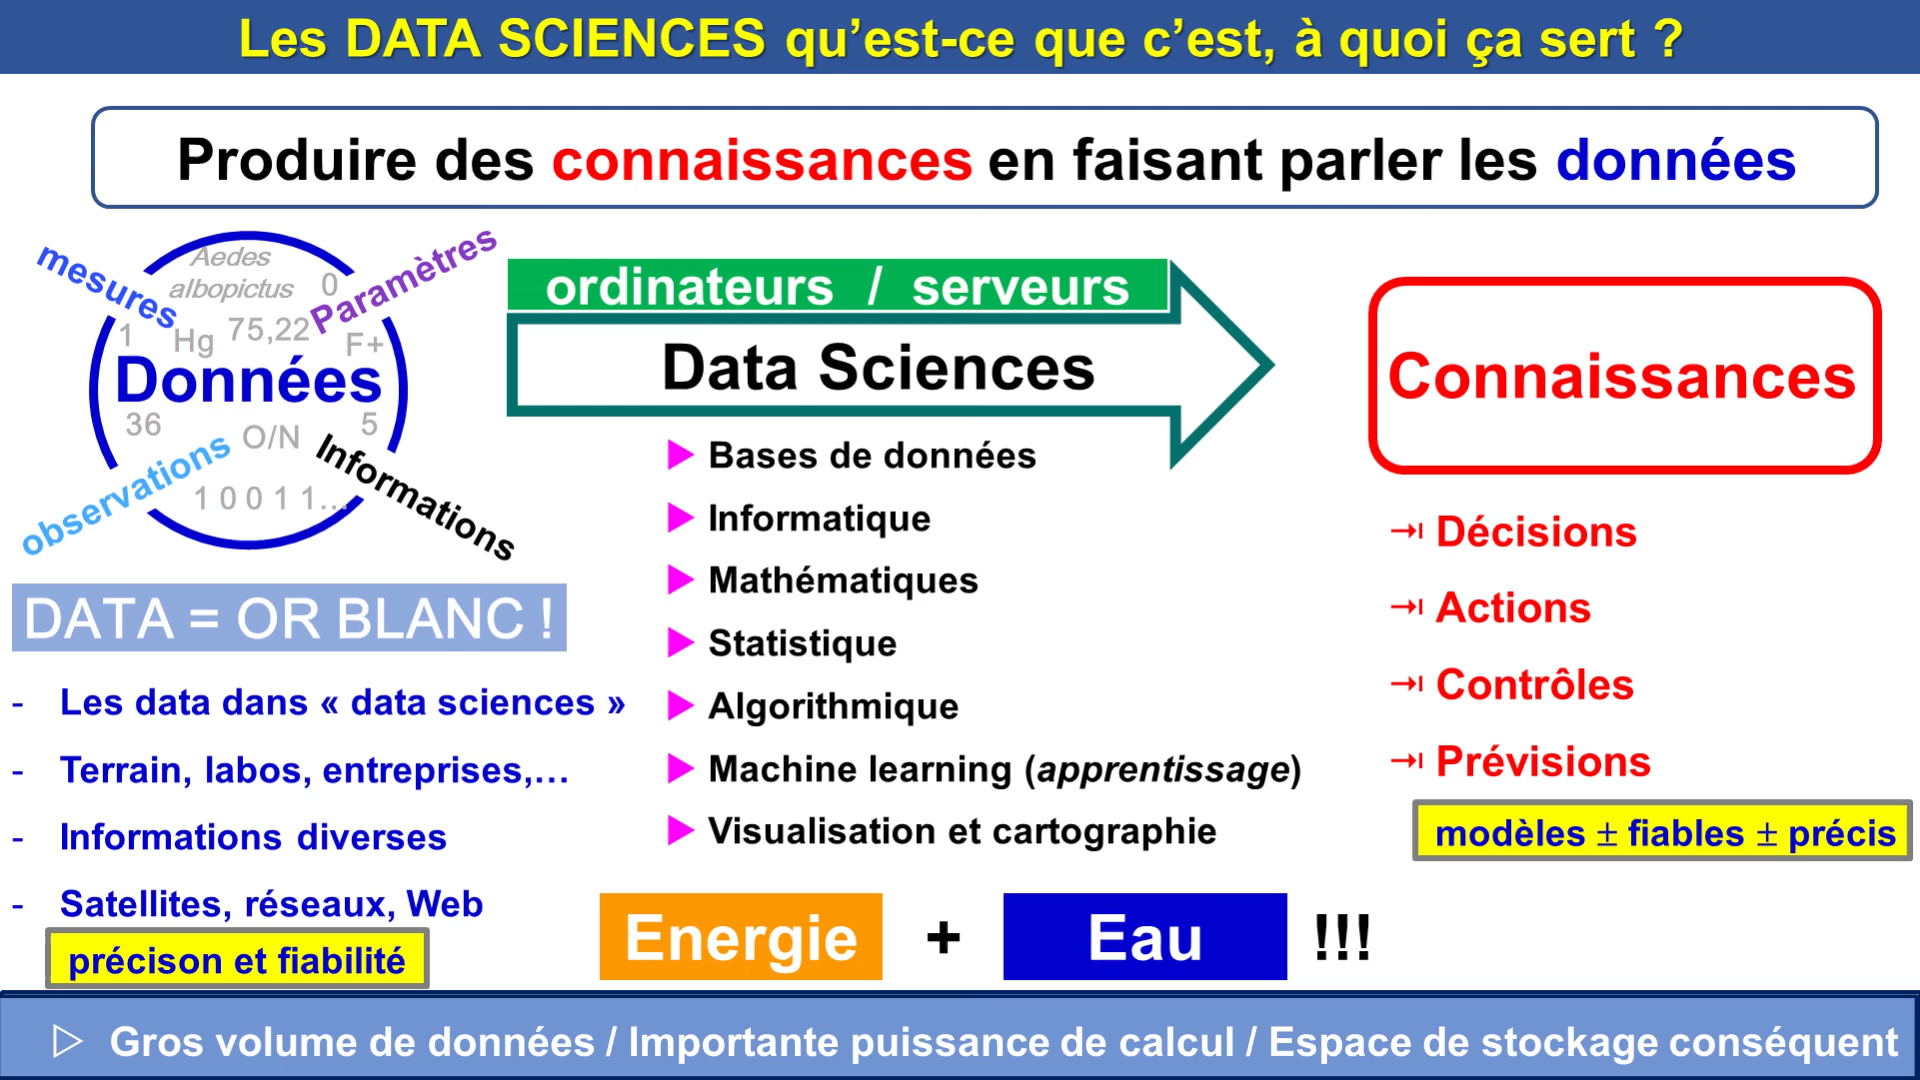 Les DATA SCIENCES qu’est-ce que c’est, à quoi ça sert ?
Produire des connaissances en faisant parler les données
mesures
Aedes
albopictus
0
Paramètres
1
Hg
75,22
F+
Données
36
O/N
5
observations
1 0 0 1 1...
Informations
DATA = OR BLANC !
- Les data dans « data sciences »
- Terrain, labos, entreprises,…
- Informations diverses
- Satellites, réseaux, Web
précison et fiabilité
ordinateurs / serveurs
Data Sciences
Bases de données
Informatique
Mathématiques
Statistique
Algorithmique
Machine learning (apprentissage)
Visualisation et cartographie
Energie + Eau !!!
Connaissances
Décisions
Actions
Contrôles
Prévisions
modèles ± fiables ± précis
Gros volume de données / Importante puissance de calcul / Espace de stockage conséquent